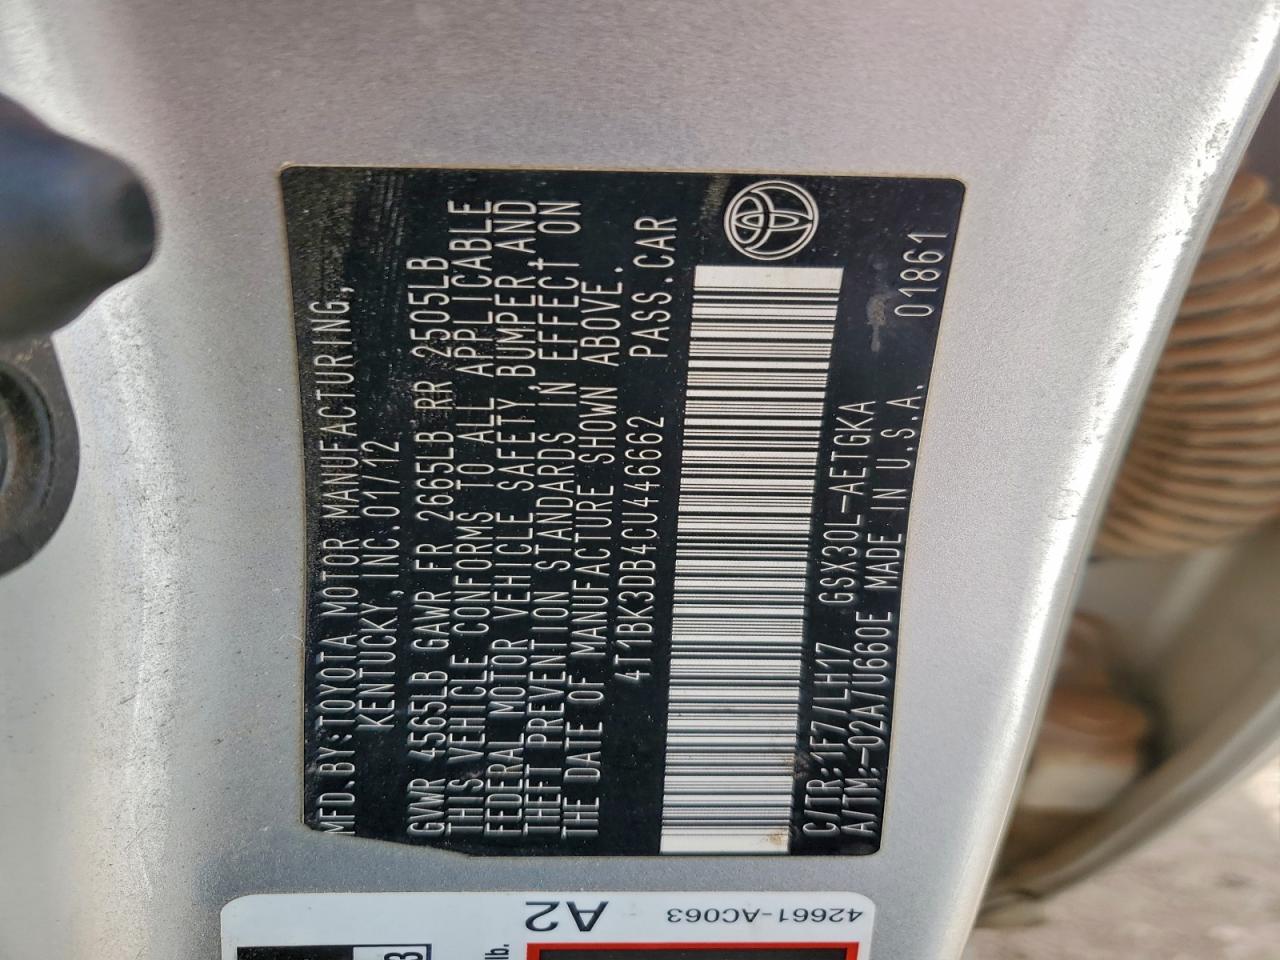 MFD.BY:TOYOTA MOTOR MANUFACTURING,
KENTUCKY, INC.01/12
GVWR 4565LB GAWR FR 2665LB RR 2505LB
THIS VEHICLE CONFORMS TO ALL APPLICABLE
FEDERAL MOTOR VEHICLE SAFETY, BUMPER, AND
THEFT PREVENTION STANDARDS IN EFFECT ON
THE DATE OF MANUFACTURE SHOWN ABOVE.
4T1BK3DB4CU446662 PASS.CAR
C/TR:1F7/LH17 GSX30L-AETGKA
A/TM:-02A/U660E MADE IN U.S.A. 01861
42661-AC063
A2
lb.
3